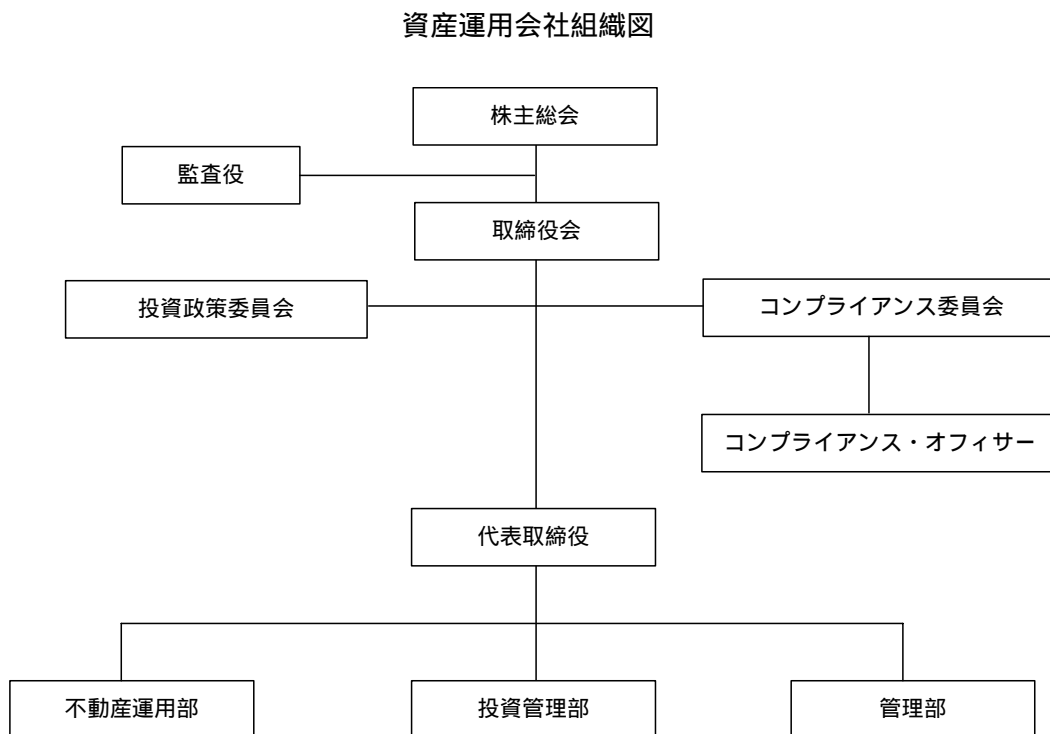 資産運用会社組織図
株主総会
監査役
取締役会
投資政策委員会
コンプライアンス委員会
コンプライアンス・オフィサー
代表取締役
不動産運用部
投資管理部
管理部